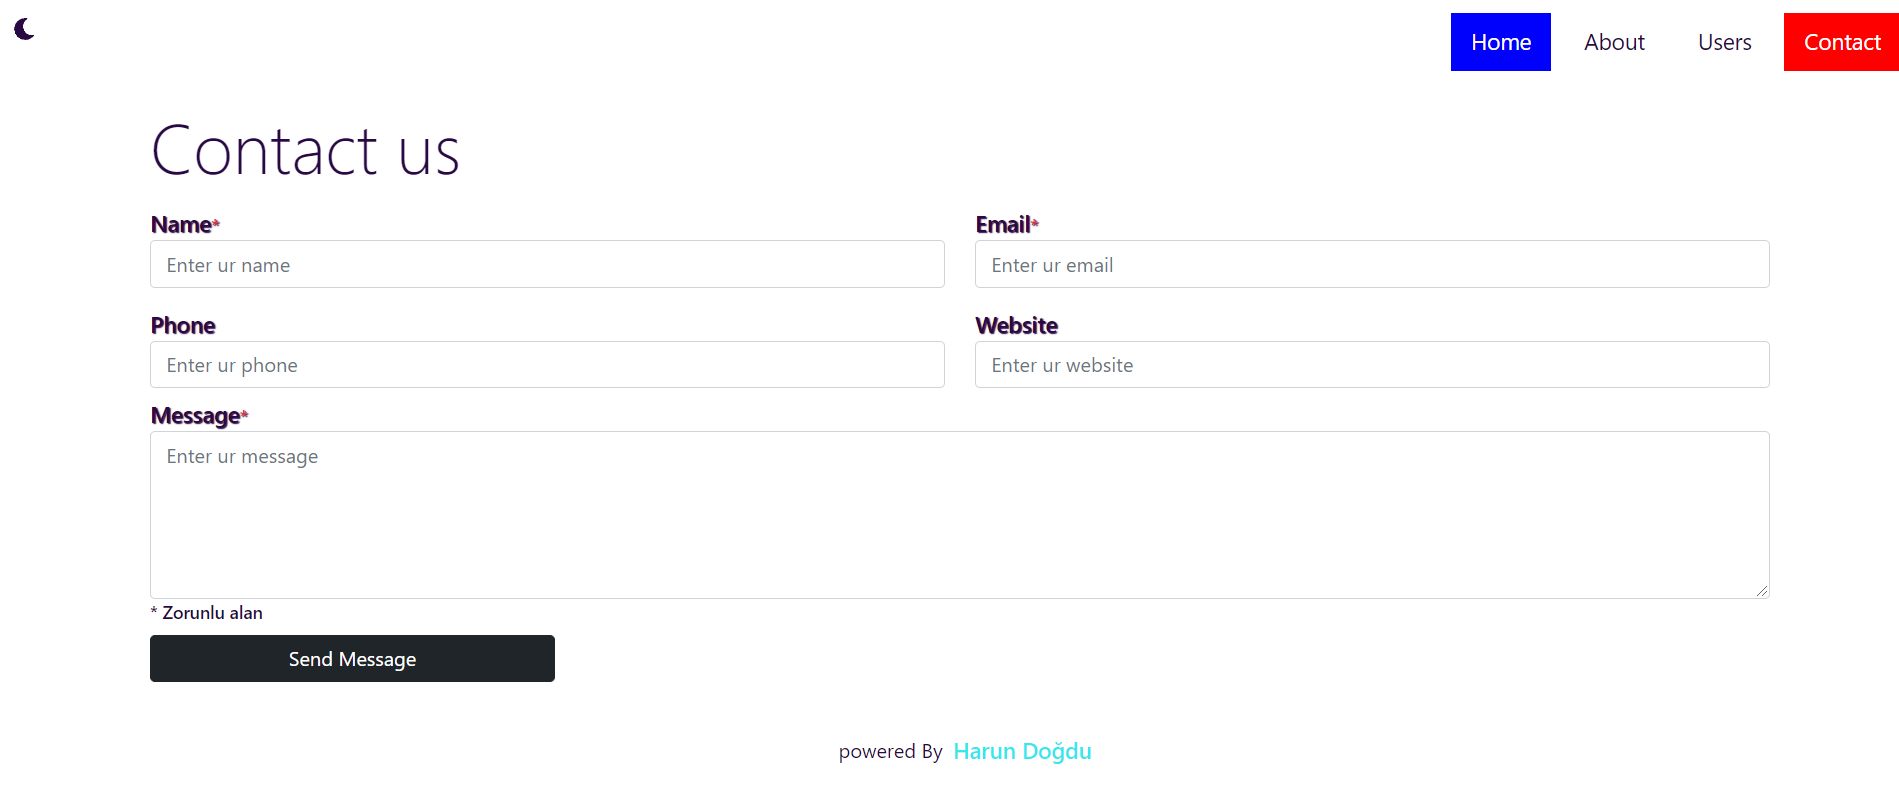 Home About Users Contact
Contact us
Name* Email*
Enter ur name Enter ur email
Phone Website
Enter ur phone Enter ur website
Message*
Enter ur message
* Zorunlu alan
Send Message
powered By Harun Doğdu